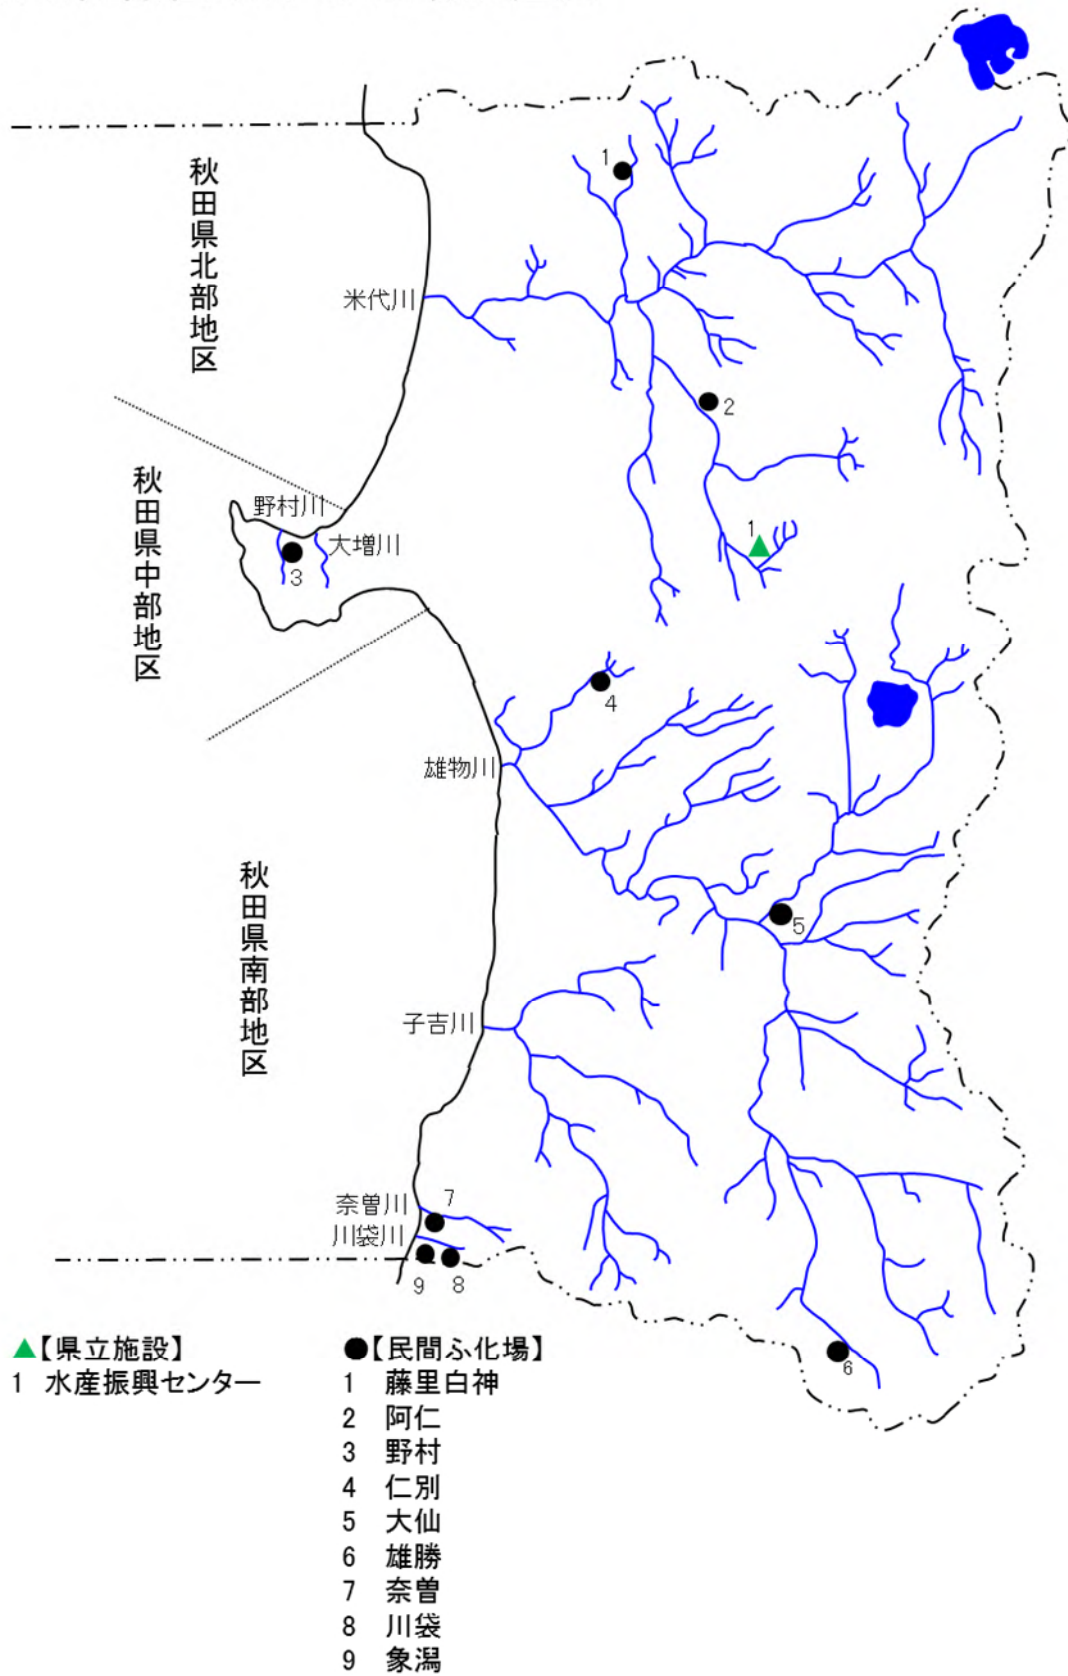 秋田県北部地区
米代川
1
2
秋田県中部地区
野村川
大増川
3
1
4
雄物川
5
秋田県南部地区
子吉川
奈曽川
7
川袋川
9
8
6
▲【県立施設】
1 水産振興センター
●【民間ふ化場】
1 藤里白神
2 阿仁
3 野村
4 仁別
5 大仙
6 雄勝
7 奈曽
8 川袋
9 象潟